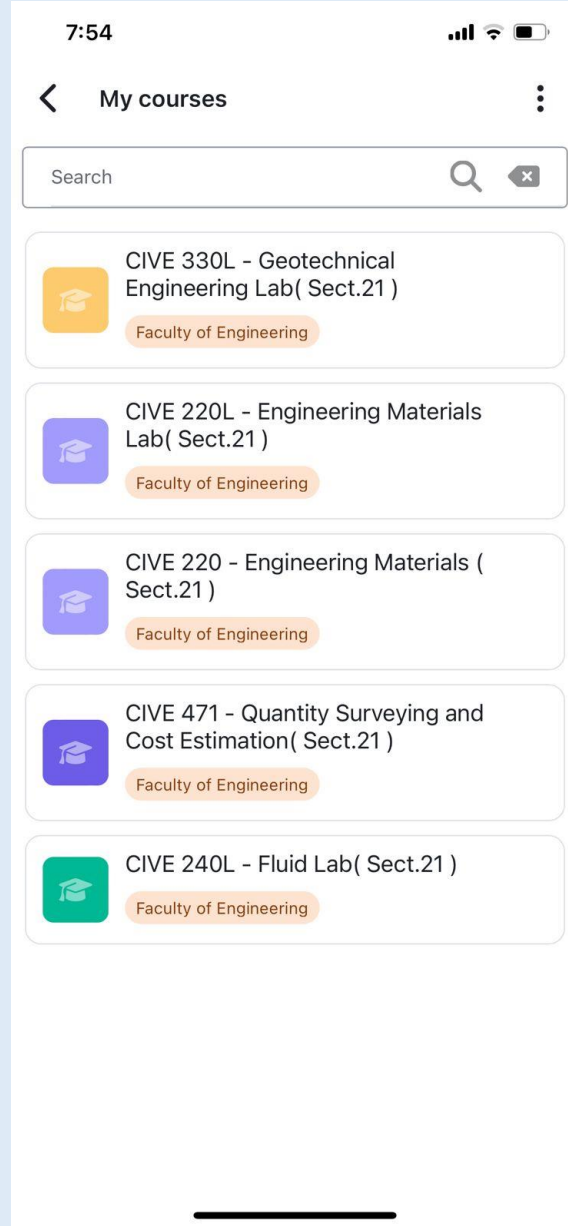 7:54
My courses
Search
CIVE 330L - Geotechnical
Engineering Lab( Sect.21 )
Faculty of Engineering
CIVE 220L - Engineering Materials
Lab( Sect.21 )
Faculty of Engineering
CIVE 220 - Engineering Materials (
Sect.21 )
Faculty of Engineering
CIVE 471 - Quantity Surveying and
Cost Estimation( Sect.21 )
Faculty of Engineering
CIVE 240L - Fluid Lab( Sect.21 )
Faculty of Engineering